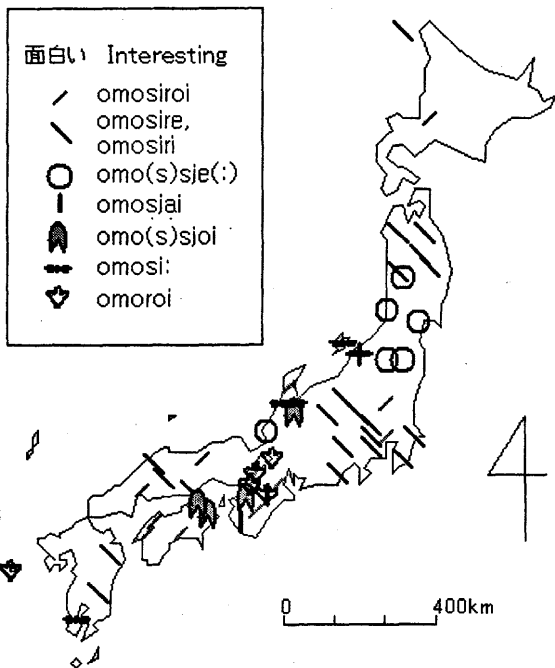 面白い Interesting
omosiroi
omosire,
omosiri
omo(s)sje(:)
omosjai
omo(s)sjoi
omosi:
omoroi
0 400km